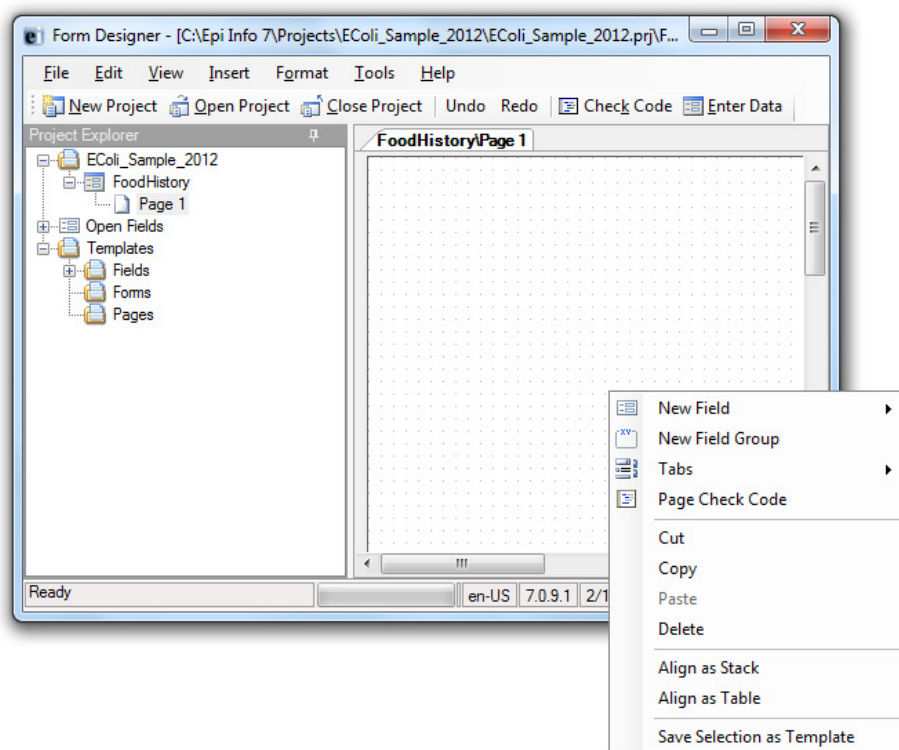 Form Designer - [C:\Epi Info 7\Projects\EColi_Sample_2012\EColi_Sample_2012.prj\F...
File Edit View Insert Format Tools Help
New Project Open Project Close Project Undo Redo Check Code Enter Data
Project Explorer
FoodHistory\Page 1
EColi_Sample_2012
FoodHistory
Page 1
Open Fields
Templates
Fields
Forms
Pages
New Field
New Field Group
Tabs
Page Check Code
Cut
Copy
Paste
Delete
Align as Stack
Align as Table
Save Selection as Template
Ready en-US 7.0.9.1 2/1